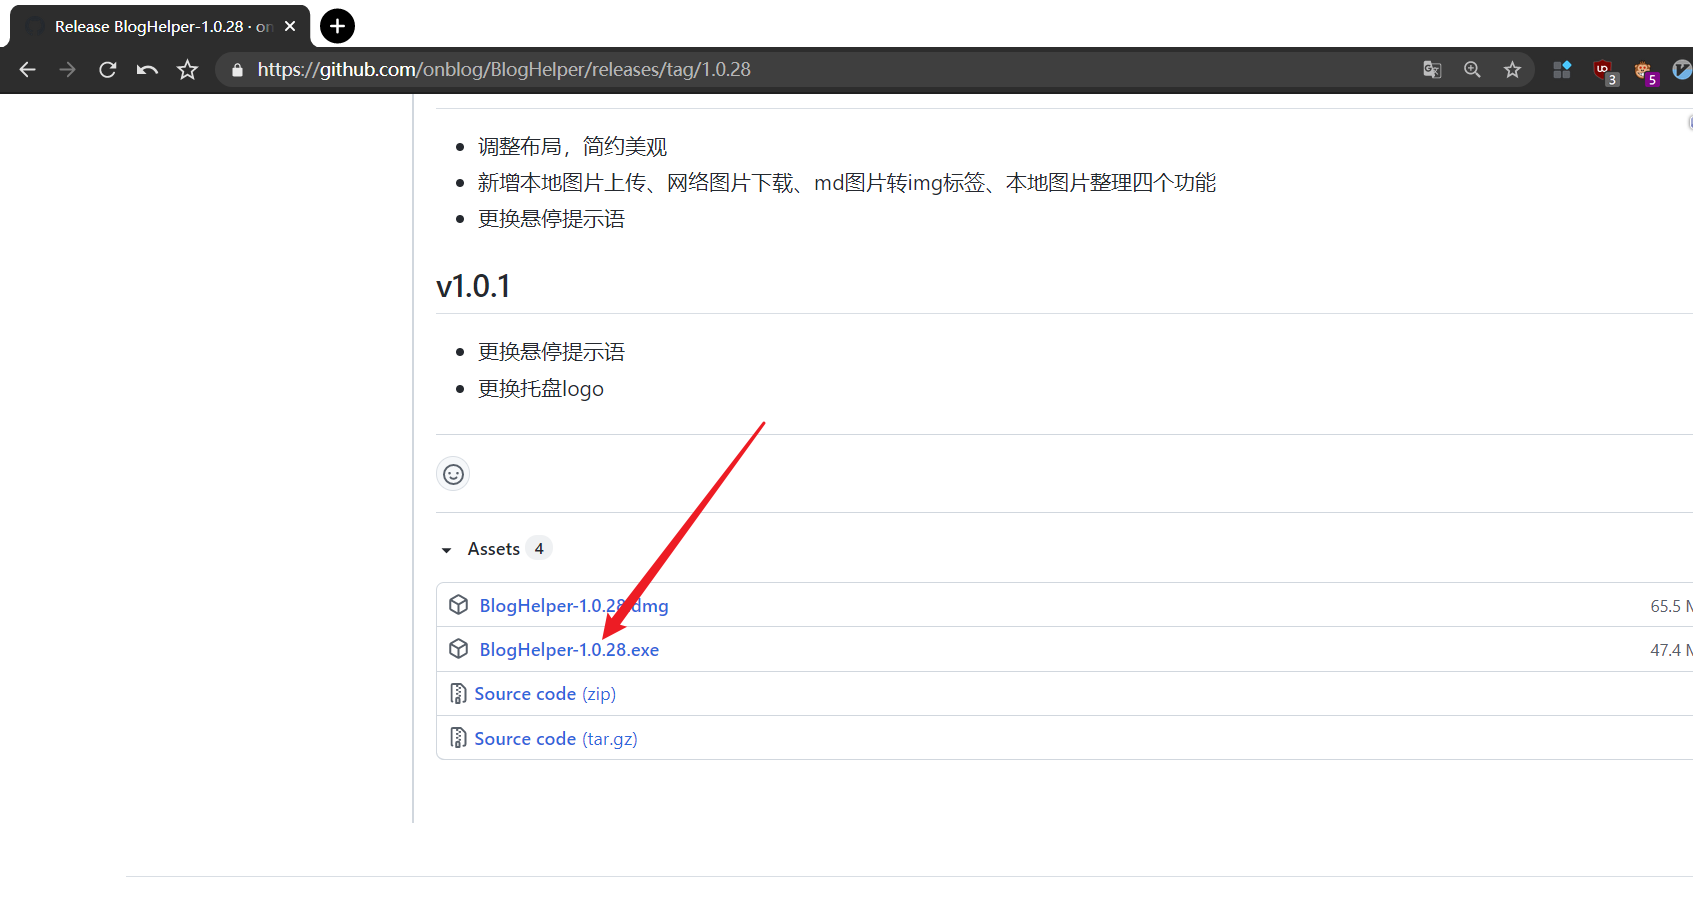 Release BlogHelper-1.0.28 · on
https://github.com/onblog/BlogHelper/releases/tag/1.0.28
3
5
调整布局，简约美观
新增本地图片上传、网络图片下载、md图片转img标签、本地图片整理四个功能
更换悬停提示语
v1.0.1
更换悬停提示语
更换托盘logo
Assets 4
BlogHelper-1.0.28.dmg
65.5 M
BlogHelper-1.0.28.exe
47.4 M
Source code (zip)
Source code (tar.gz)